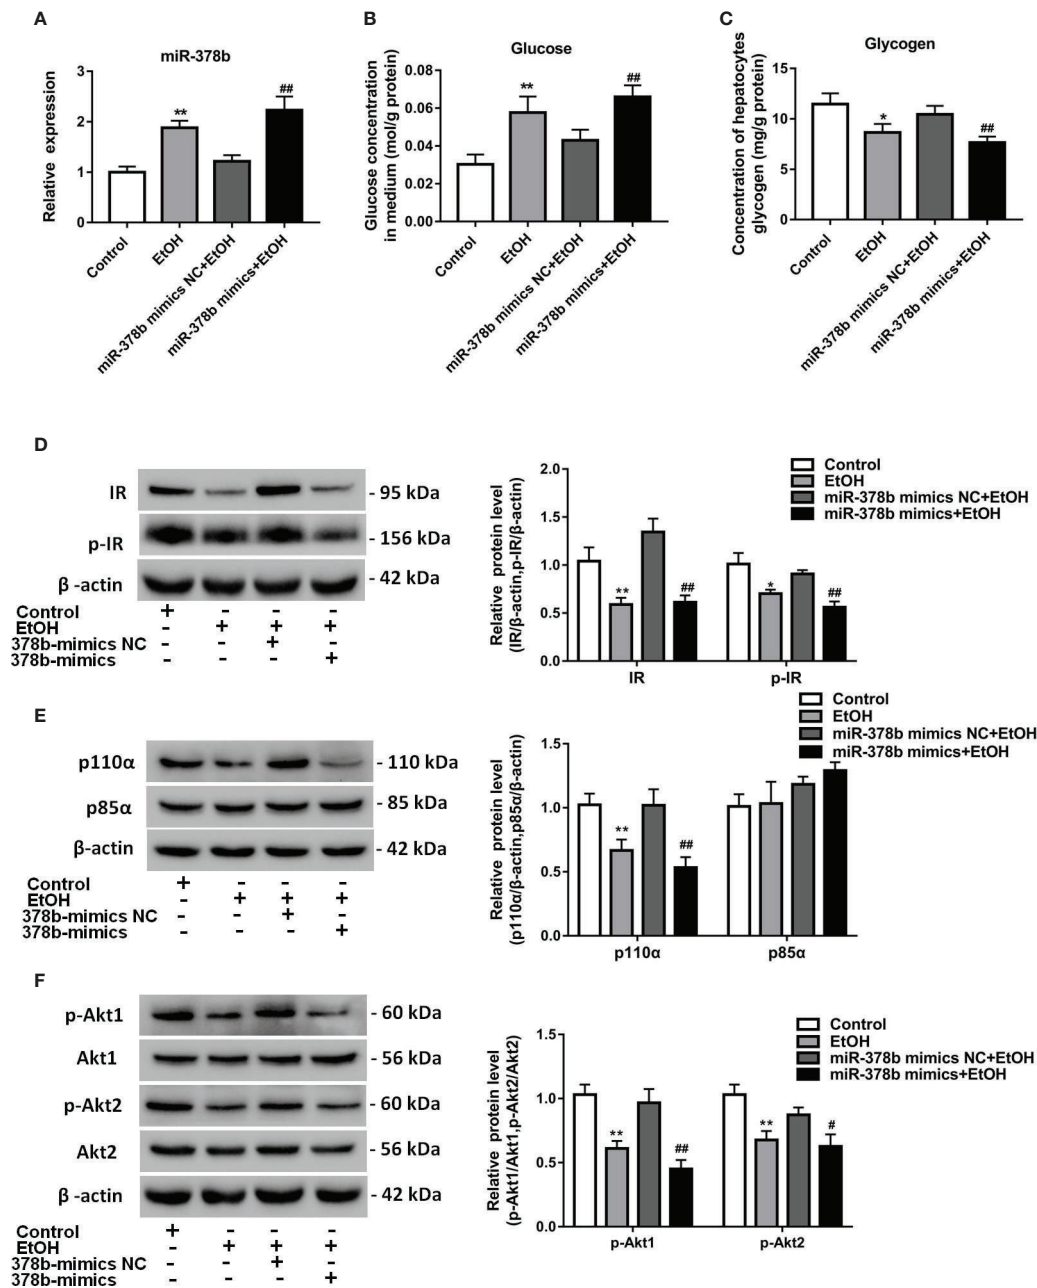 A
B
C
miR-378b
Relative expression
3
2
1
0
**
##
Control
EtOH
miR-378b mimics NC+EtOH
miR-378b mimics+EtOH
Glucose
Glucose concentration
in medium (mol/g protein)
0.08
0.06
0.04
0.02
0.00
**
##
Control
EtOH
miR-378b mimics NC+EtOH
miR-378b mimics+EtOH
Glycogen
Concentration of hepatocytes
glycogen (mg/g protein)
15
10
5
0
*
##
Control
EtOH
miR-378b mimics NC+EtOH
miR-378b mimics+EtOH
D
IR - 95 kDa
p-IR - 156 kDa
β -actin - 42 kDa
Control + - - -
EtOH - + + +
378b-mimics NC - - + -
378b-mimics - - - +
Control
EtOH
miR-378b mimics NC+EtOH
miR-378b mimics+EtOH
Relative protein level
(IR/β-actin,p-IR/β-actin)
2.0
1.5
1.0
0.5
0.0
** ## * ##
IR p-IR
E
p110α - 110 kDa
p85α - 85 kDa
β-actin - 42 kDa
Control + - - -
EtOH - + + +
378b-mimics NC - - + -
378b-mimics - - - +
Control
EtOH
miR-378b mimics NC+EtOH
miR-378b mimics+EtOH
Relative protein level
(p110α/β-actin,p85α/β-actin)
1.5
1.0
0.5
0.0
** ##
p110α p85α
F
p-Akt1 - 60 kDa
Akt1 - 56 kDa
p-Akt2 - 60 kDa
Akt2 - 56 kDa
β -actin - 42 kDa
Control + - - -
EtOH - + + +
378b-mimics NC - - + -
378b-mimics - - - +
Control
EtOH
miR-378b mimics NC+EtOH
miR-378b mimics+EtOH
Relative protein level
(p-Akt1/Akt1,p-Akt2/Akt2)
1.5
1.0
0.5
0.0
** ## ** #
p-Akt1 p-Akt2